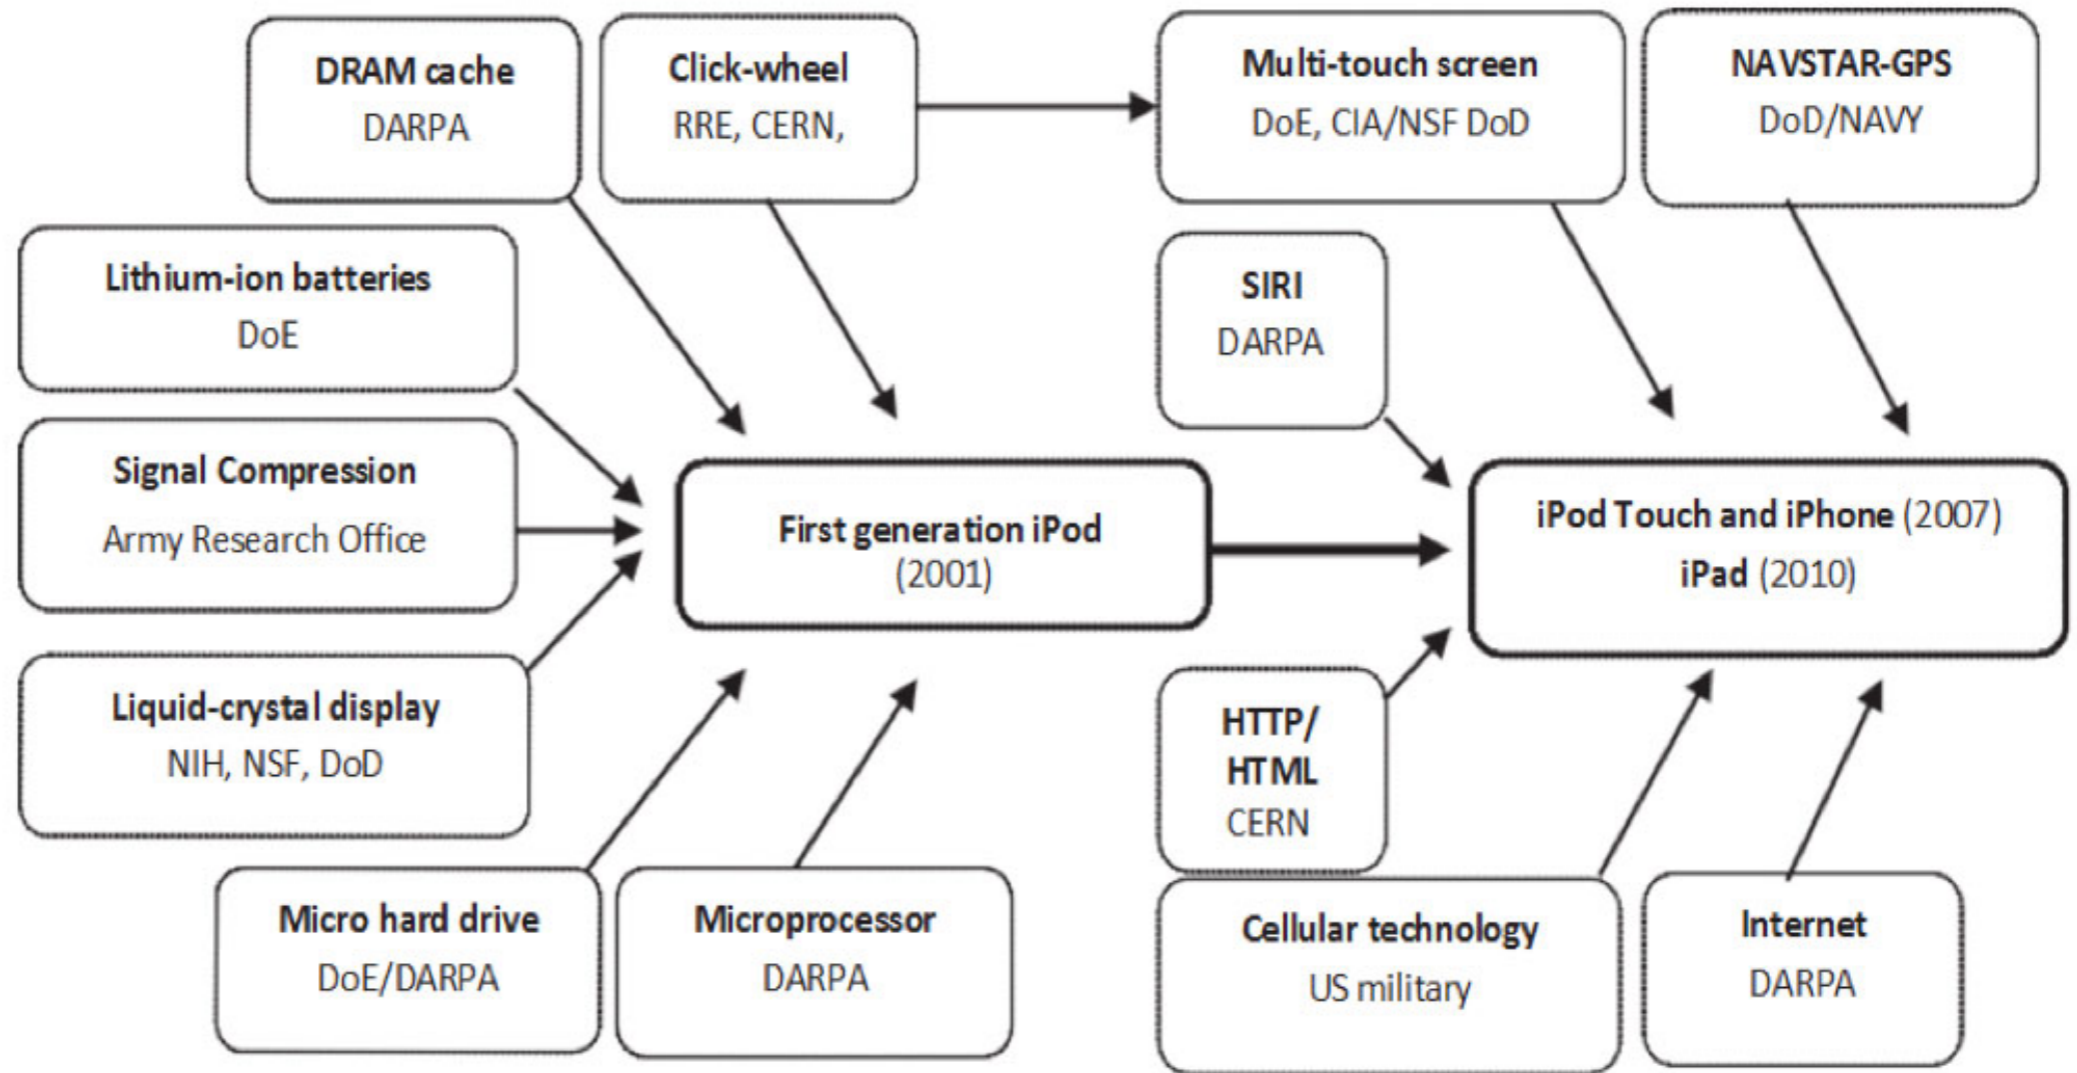 DRAM cache
DARPA
Click-wheel
RRE, CERN,
Multi-touch screen
DoE, CIA/NSF DoD
NAVSTAR-GPS
DoD/NAVY
Lithium-ion batteries
DoE
SIRI
DARPA
Signal Compression
Army Research Office
First generation iPod
(2001)
iPod Touch and iPhone (2007)
iPad (2010)
Liquid-crystal display
NIH, NSF, DoD
HTTP/
HTML
CERN
Micro hard drive
DoE/DARPA
Microprocessor
DARPA
Cellular technology
US military
Internet
DARPA